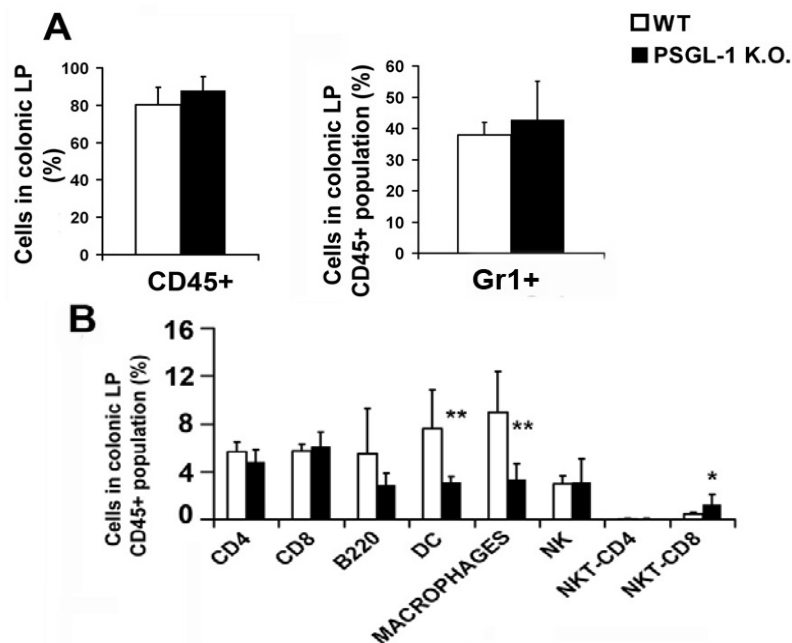 A
WT
PSGL-1 K.O.
Cells in colonic LP
(%)
100
80
60
40
20
0
CD45+
Cells in colonic LP
CD45+ population (%)
60
50
40
30
20
10
0
Gr1+
B
Cells in colonic LP
CD45+ population (%)
16
12
8
4
0
**
**
*
CD4
CD8
B220
DC
MACROPHAGES
NK
NKT-CD4
NKT-CD8